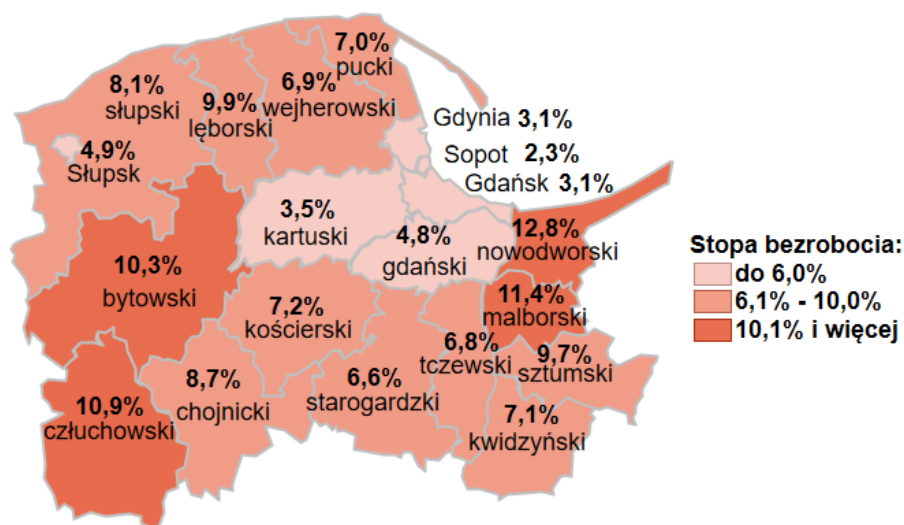 7,0%
pucki
8,1%
słupski
9,9%
lęborski
6,9%
wejherowski
Gdynia 3,1%
Sopot 2,3%
Gdańsk 3,1%
4,9%
Słupsk
3,5%
kartuski
4,8%
gdański
12,8%
nowodworski
10,3%
bytowski
7,2%
kościerski
11,4%
malborski
6,8%
tczewski
9,7%
sztumski
8,7%
chojnicki
6,6%
starogardzki
10,9%
człuchowski
7,1%
kwidzyński
Stopa bezrobocia:
do 6,0%
6,1% - 10,0%
10,1% i więcej